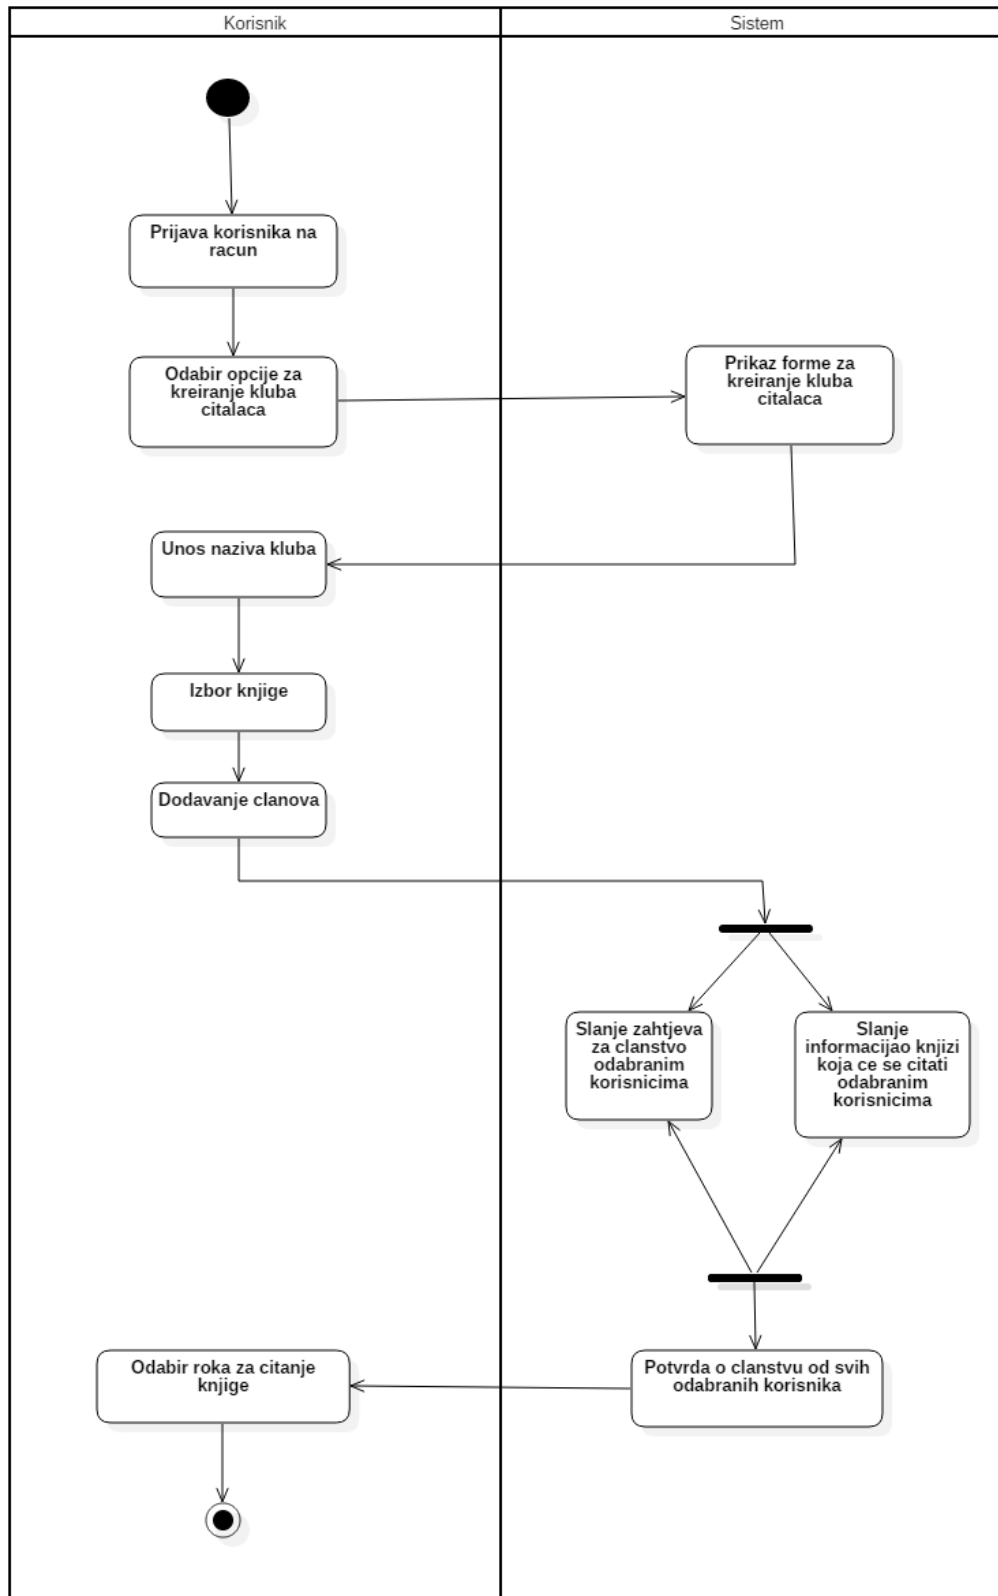 Korisnik
Sistem
Prijava korisnika na
racun
Odabir opcije za
kreiranje kluba
citalaca
Prikaz forme za
kreiranje kluba
citalaca
Unos naziva kluba
Izbor knjige
Dodavanje clanova
Slanje zahtjeva
za clanstvo
odabranim
korisnicima
Slanje
informacijao knjizi
koja ce se citati
odabranim
korisnicima
Potvrda o clanstvu od svih
odabranih korisnika
Odabir roka za citanje
knjige